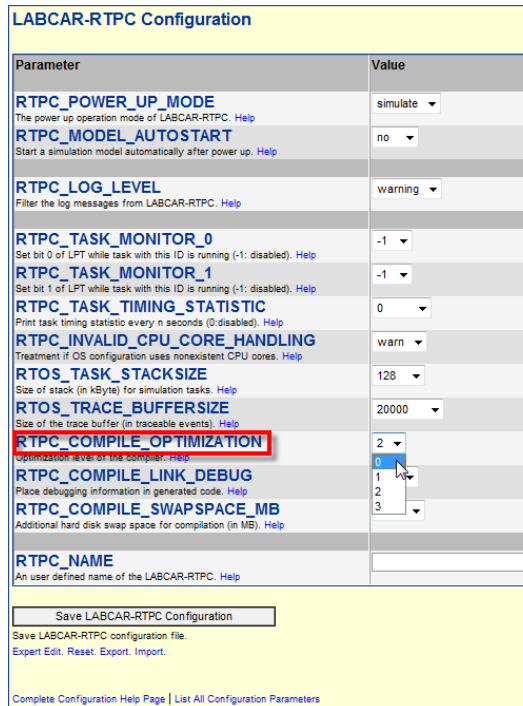 LABCAR-RTPC Configuration
Parameter Value
RTPC_POWER_UP_MODE simulate
The power up operation mode of LABCAR-RTPC. Help
RTPC_MODEL_AUTOSTART no
Start a simulation model automatically after power up. Help
RTPC_LOG_LEVEL warning
Filter the log messages from LABCAR-RTPC. Help
RTPC_TASK_MONITOR_0 -1
Set bit 0 of LPT while task with this ID is running (-1: disabled). Help
RTPC_TASK_MONITOR_1 -1
Set bit 1 of LPT while task with this ID is running (-1: disabled). Help
RTPC_TASK_TIMING_STATISTIC 0
Print task timing statistic every n seconds (0:disabled). Help
RTPC_INVALID_CPU_CORE_HANDLING warn
Treatment if OS configuration uses nonexistent CPU cores. Help
RTOS_TASK_STACKSIZE 128
Size of stack (in kByte) for simulation tasks. Help
RTOS_TRACE_BUFFERSIZE 20000
Size of the trace buffer (in traceable events). Help
RTPC_COMPILE_OPTIMIZATION 2
Optimization level of the compiler. Help
0
1
2
3
RTPC_COMPILE_LINK_DEBUG
Place debugging information in generated code. Help
RTPC_COMPILE_SWAPSPACE_MB
Additional hard disk swap space for compilation (in MB). Help
RTPC_NAME
An user defined name of the LABCAR-RTPC. Help
Save LABCAR-RTPC Configuration
Save LABCAR-RTPC configuration file.
Expert Edit. Reset. Export. Import.
Complete Configuration Help Page | List All Configuration Parameters